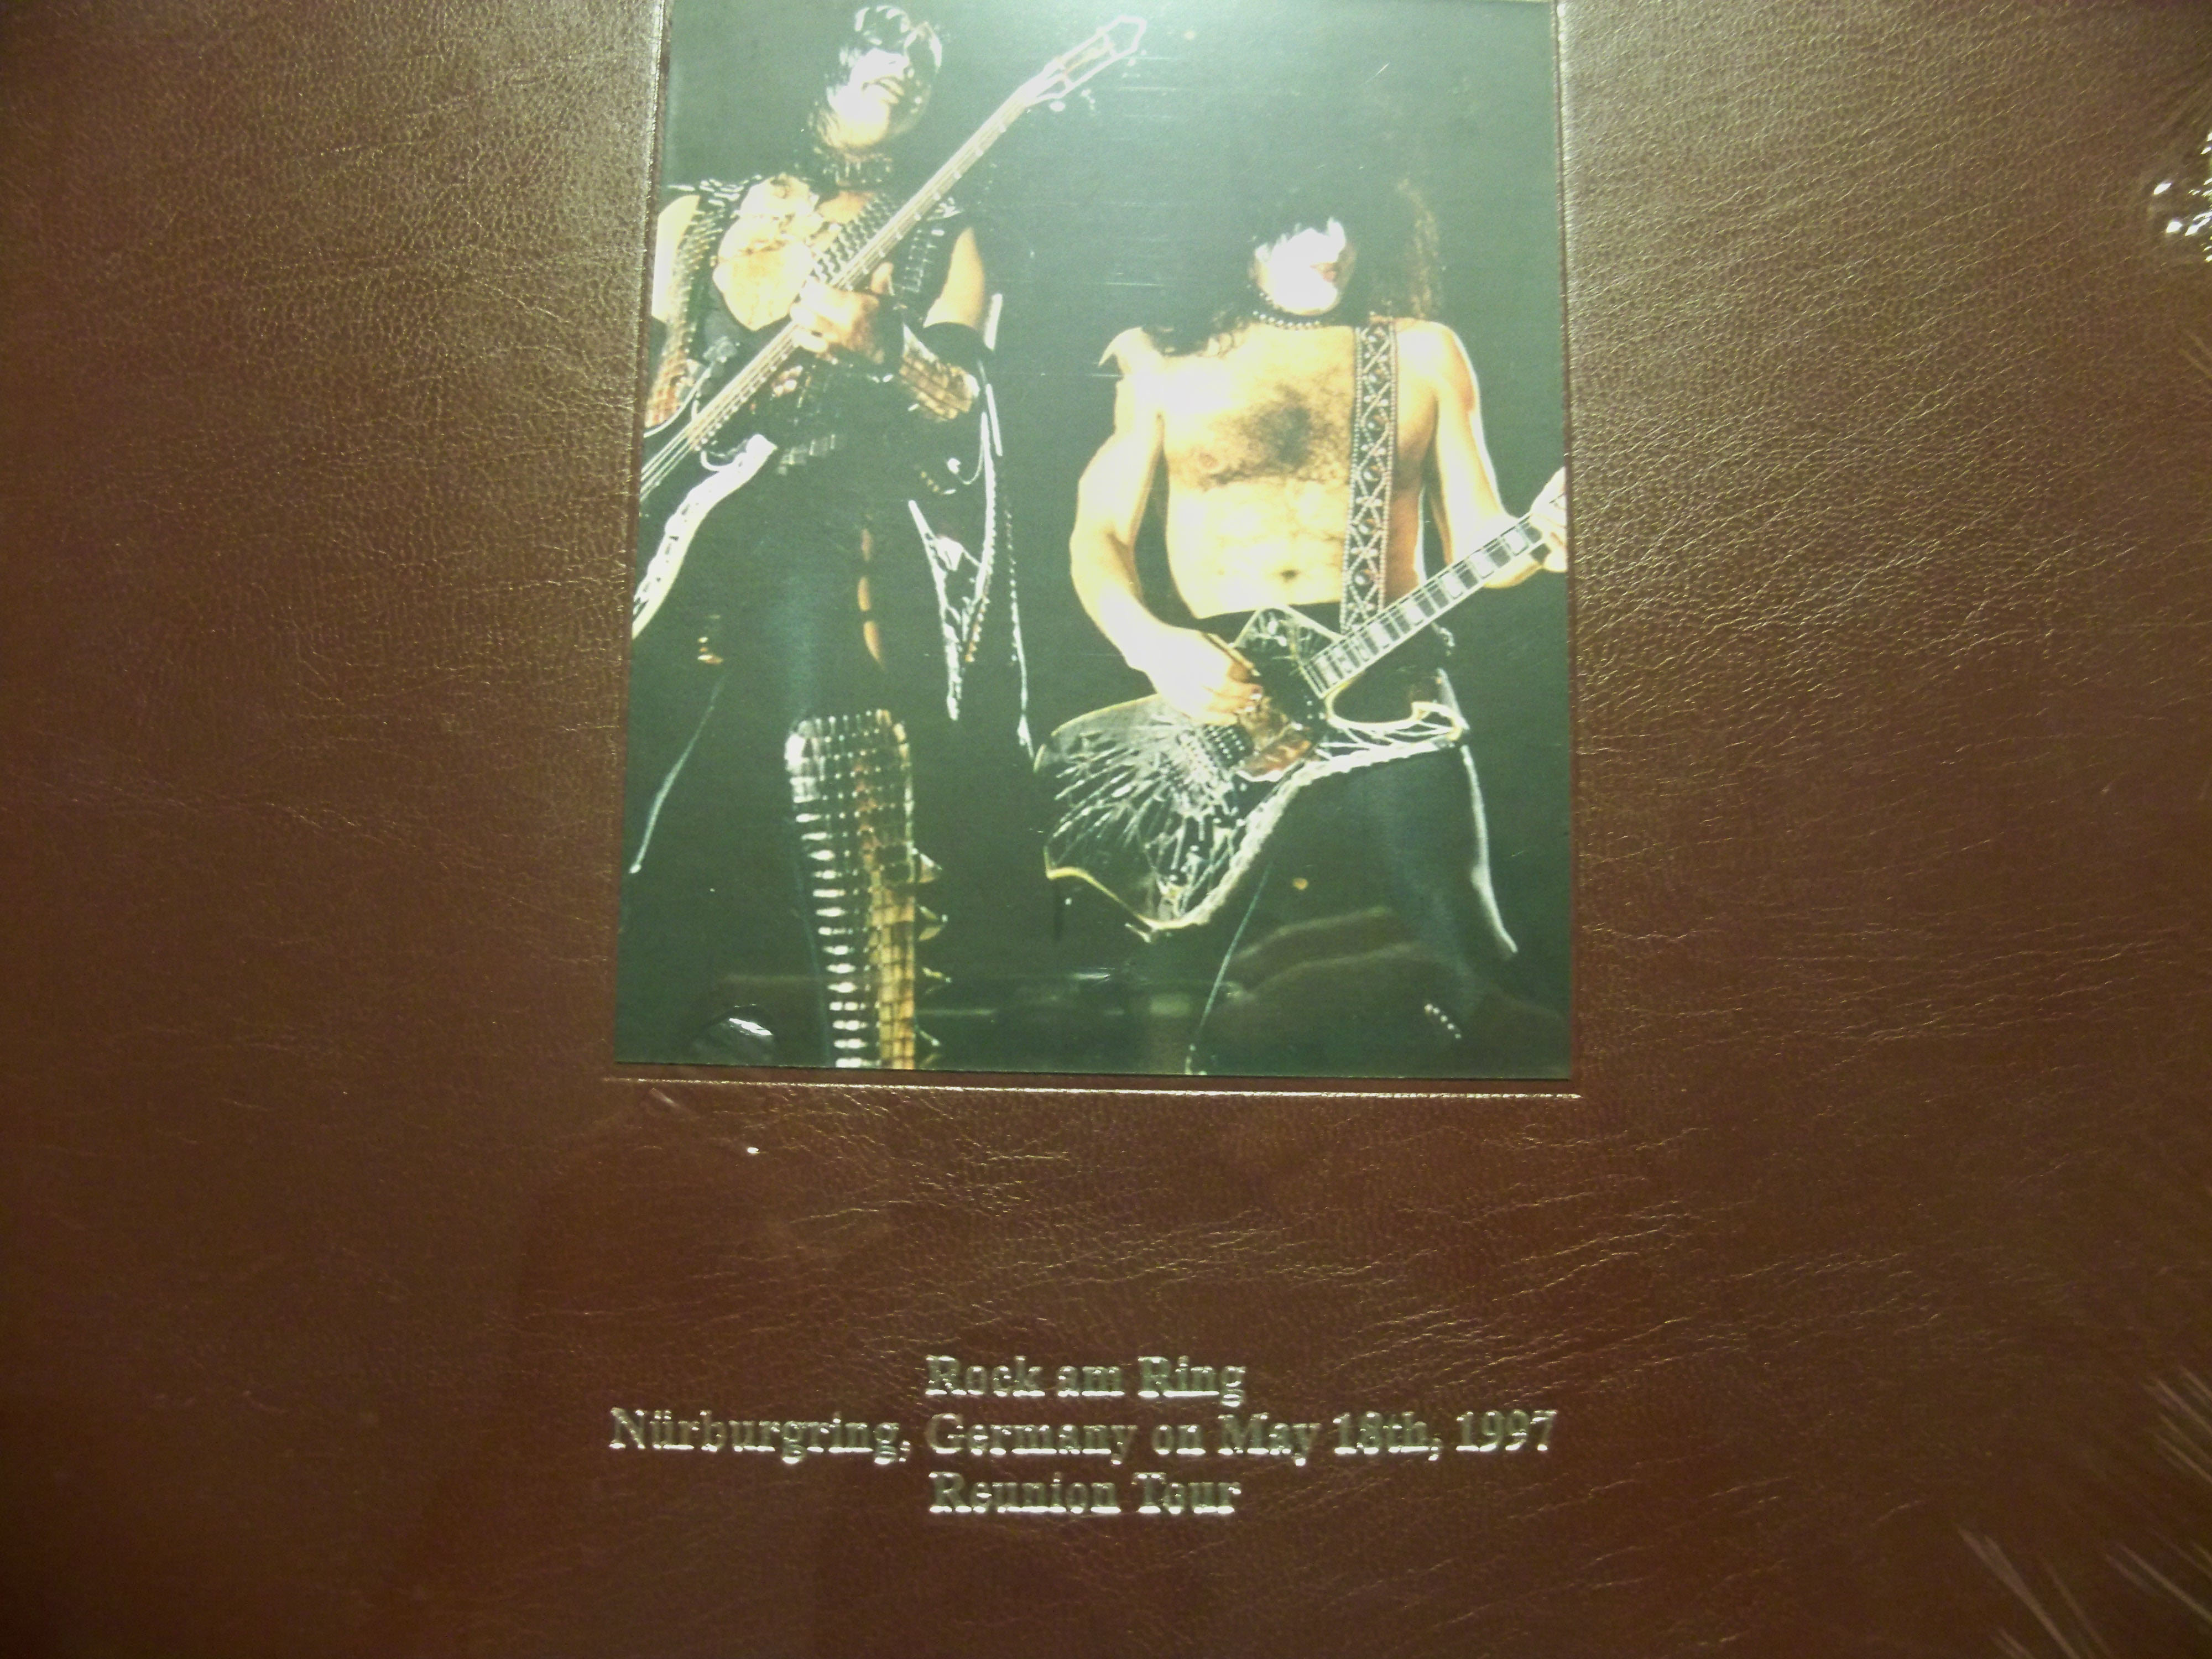 Rock am Ring
Nürburgring, Germany on May 18th, 1997
Reunion Tour